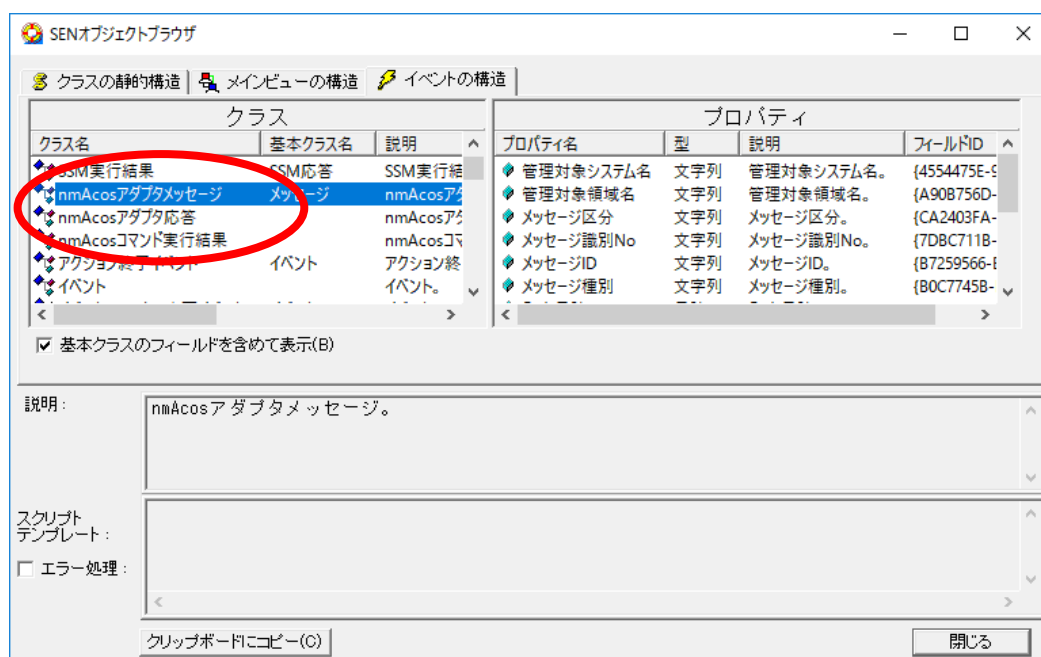 SENオブジェクトブラウザ
クラスの静的構造 メインビューの構造 イベントの構造
クラス プロパティ
クラス名 基本クラス名 説明 プロパティ名 型 説明 フィールドID
SSM実行結果 SSM応答 SSM実行結 管理対象システム名 文字列 管理対象システム名。 {4554475E-9
nmAcosアダプタメッセージ メッセージ nmAcosアダ 管理対象領域名 文字列 管理対象領域名。 {A90B756D-
nmAcosアダプタ応答 nmAcosアダ メッセージ区分 文字列 メッセージ区分。 {CA2403FA-
nmAcosコマンド実行結果 nmAcosコマ メッセージ識別No 文字列 メッセージ識別No。 {7DBC711B-
アクション終了イベント イベント アクション終 メッセージID 文字列 メッセージID。 {B7259566-E
イベント イベント。 メッセージ種別 文字列 メッセージ種別。 {B0C7745B-
基本クラスのフィールドを含めて表示(B)
説明 :
nmAcosアダプタメッセージ。
スクリプト
テンプレート :
エラー処理 :
クリップボードにコピー(C) 閉じる